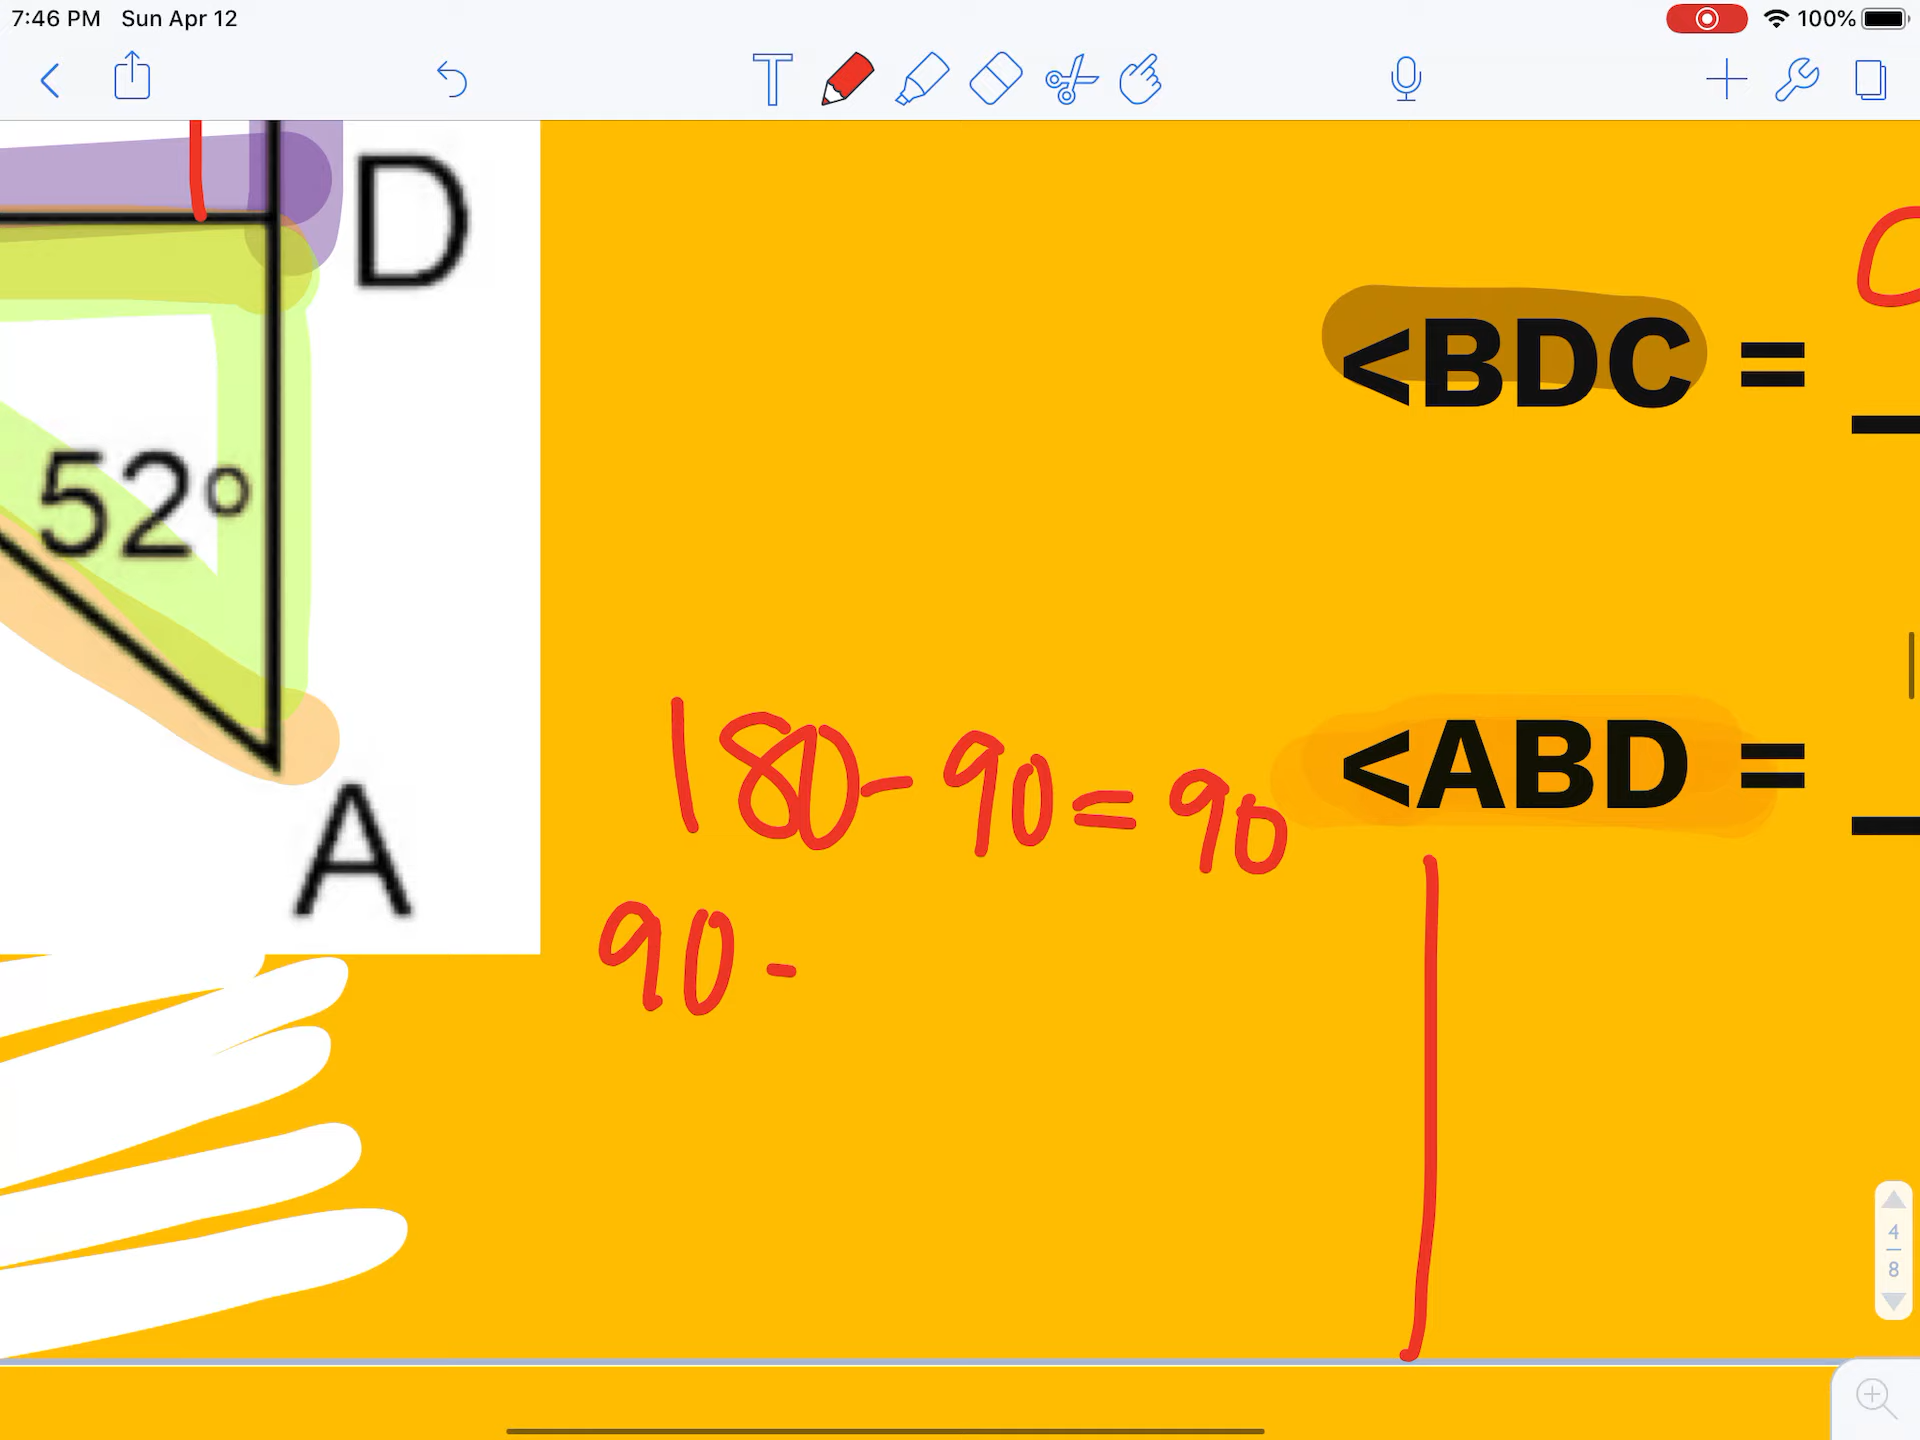 7:46 PM Sun Apr 12
100%
T
D
<BDC =
52°
180-90=90
<ABD =
A
90-
4
8